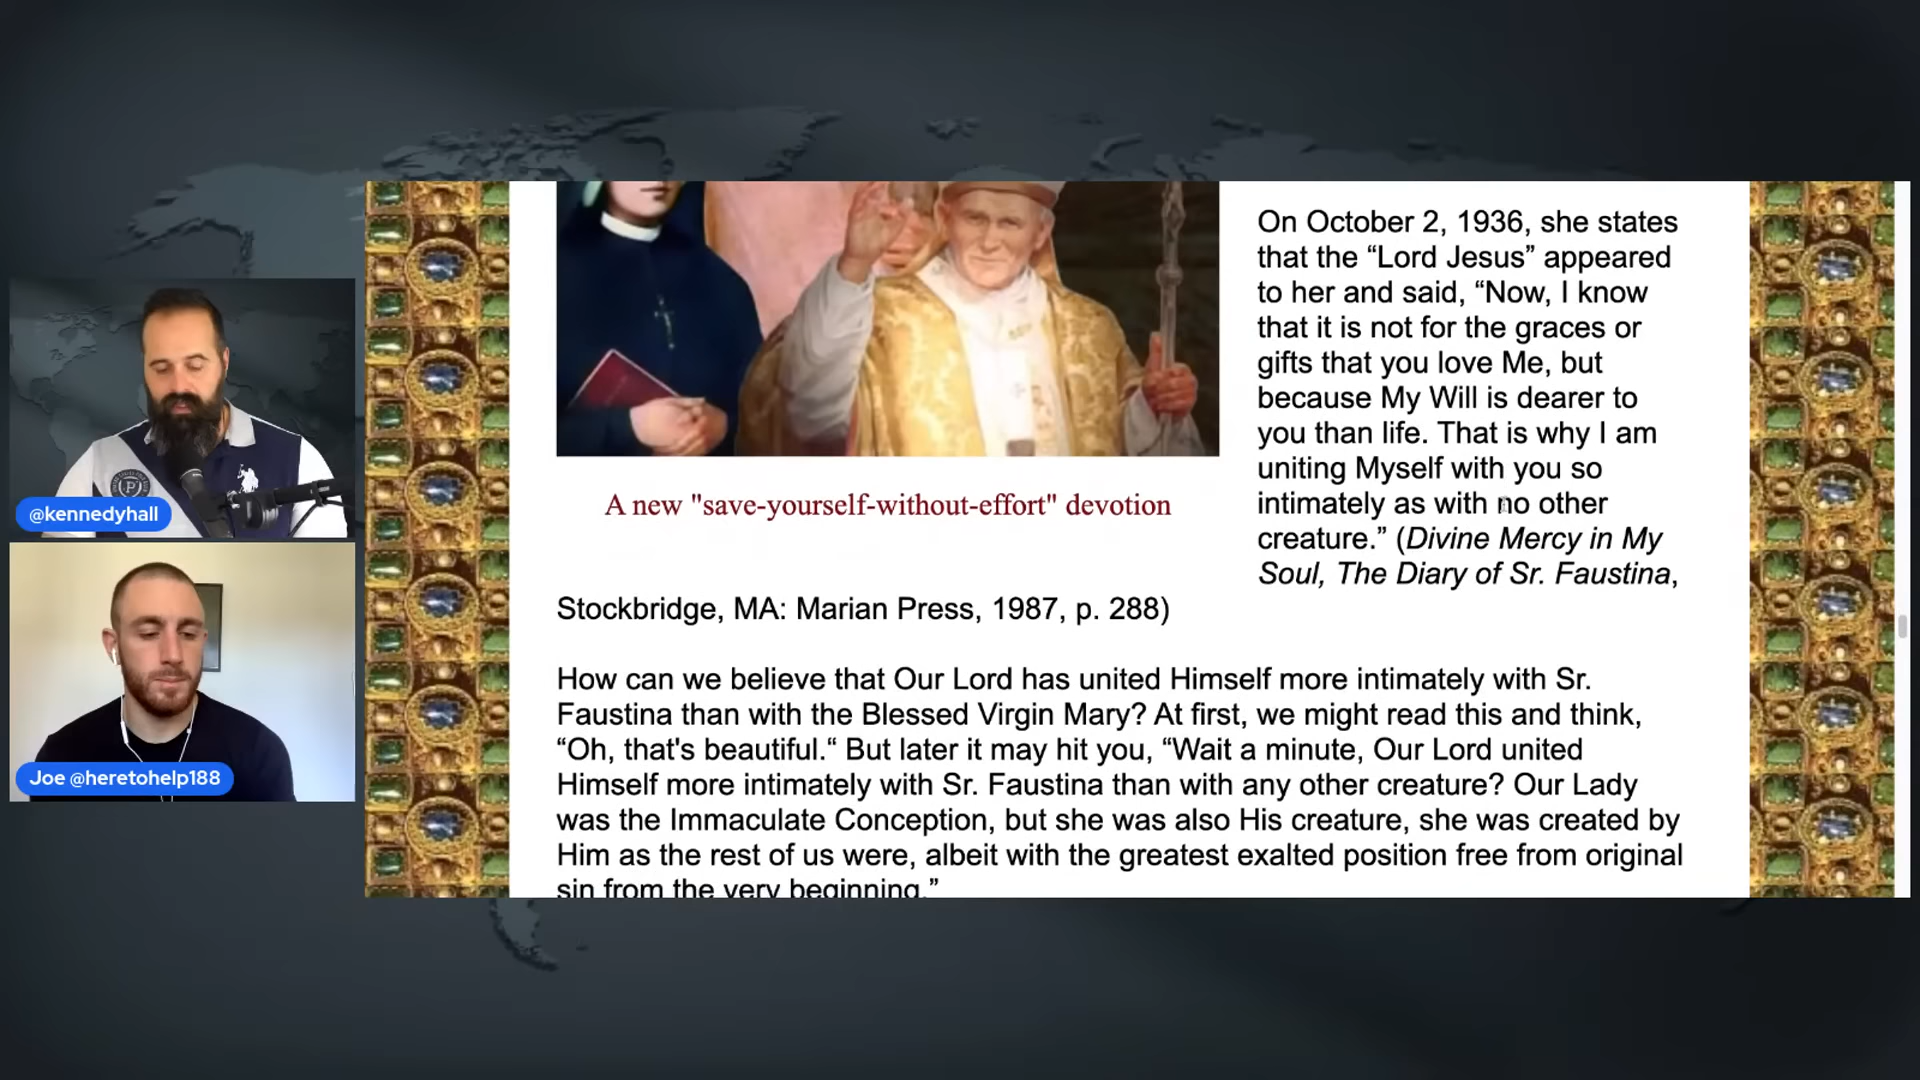 On October 2, 1936, she states
that the “Lord Jesus” appeared
to her and said, “Now, I know
that it is not for the graces or
gifts that you love Me, but
because My Will is dearer to
you than life. That is why I am
uniting Myself with you so
intimately as with no other
creature.” (Divine Mercy in My
Soul, The Diary of Sr. Faustina,
Stockbridge, MA: Marian Press, 1987, p. 288)
A new "save-yourself-without-effort" devotion
How can we believe that Our Lord has united Himself more intimately with Sr.
Faustina than with the Blessed Virgin Mary? At first, we might read this and think,
“Oh, that's beautiful.“ But later it may hit you, “Wait a minute, Our Lord united
Himself more intimately with Sr. Faustina than with any other creature? Our Lady
was the Immaculate Conception, but she was also His creature, she was created by
Him as the rest of us were, albeit with the greatest exalted position free from original
sin from the very beginning.”
@kennedyhall
Joe @heretohelp188